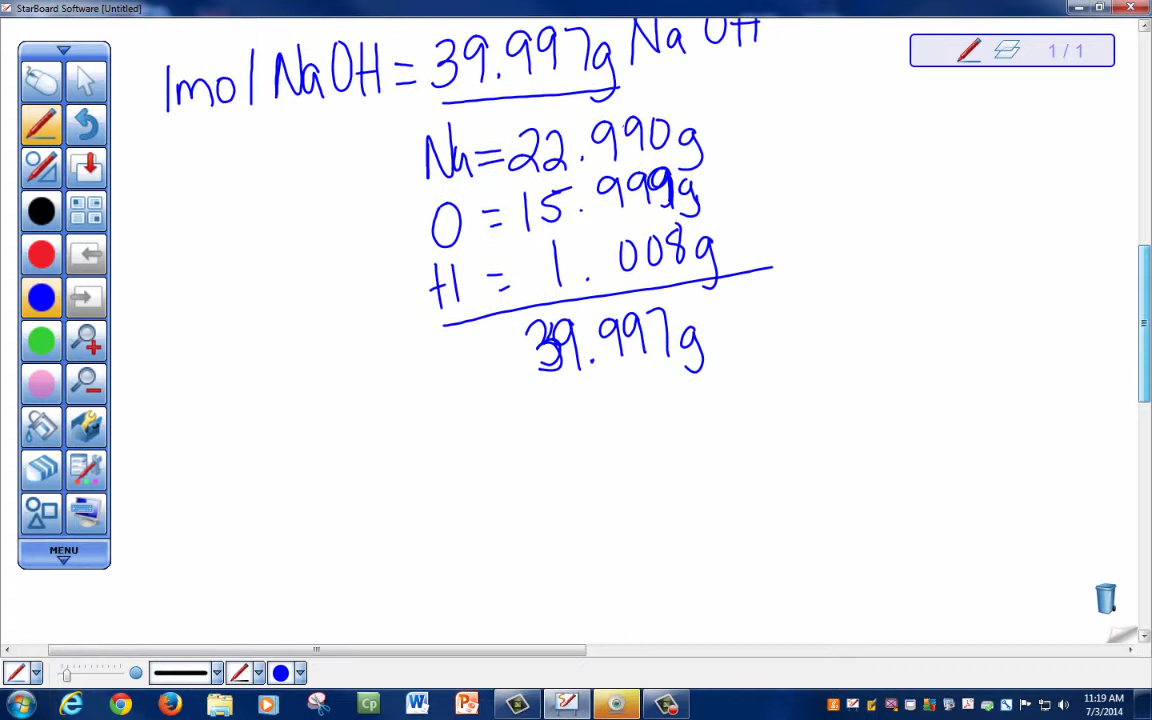 StarBoard Software [Untitled]
1 / 1
1mol NaOH = 39.997g NaOH
Na = 22.990g
O = 15.999g
H = 1.008g
39.997g
MENU
11:19 AM
7/3/2014